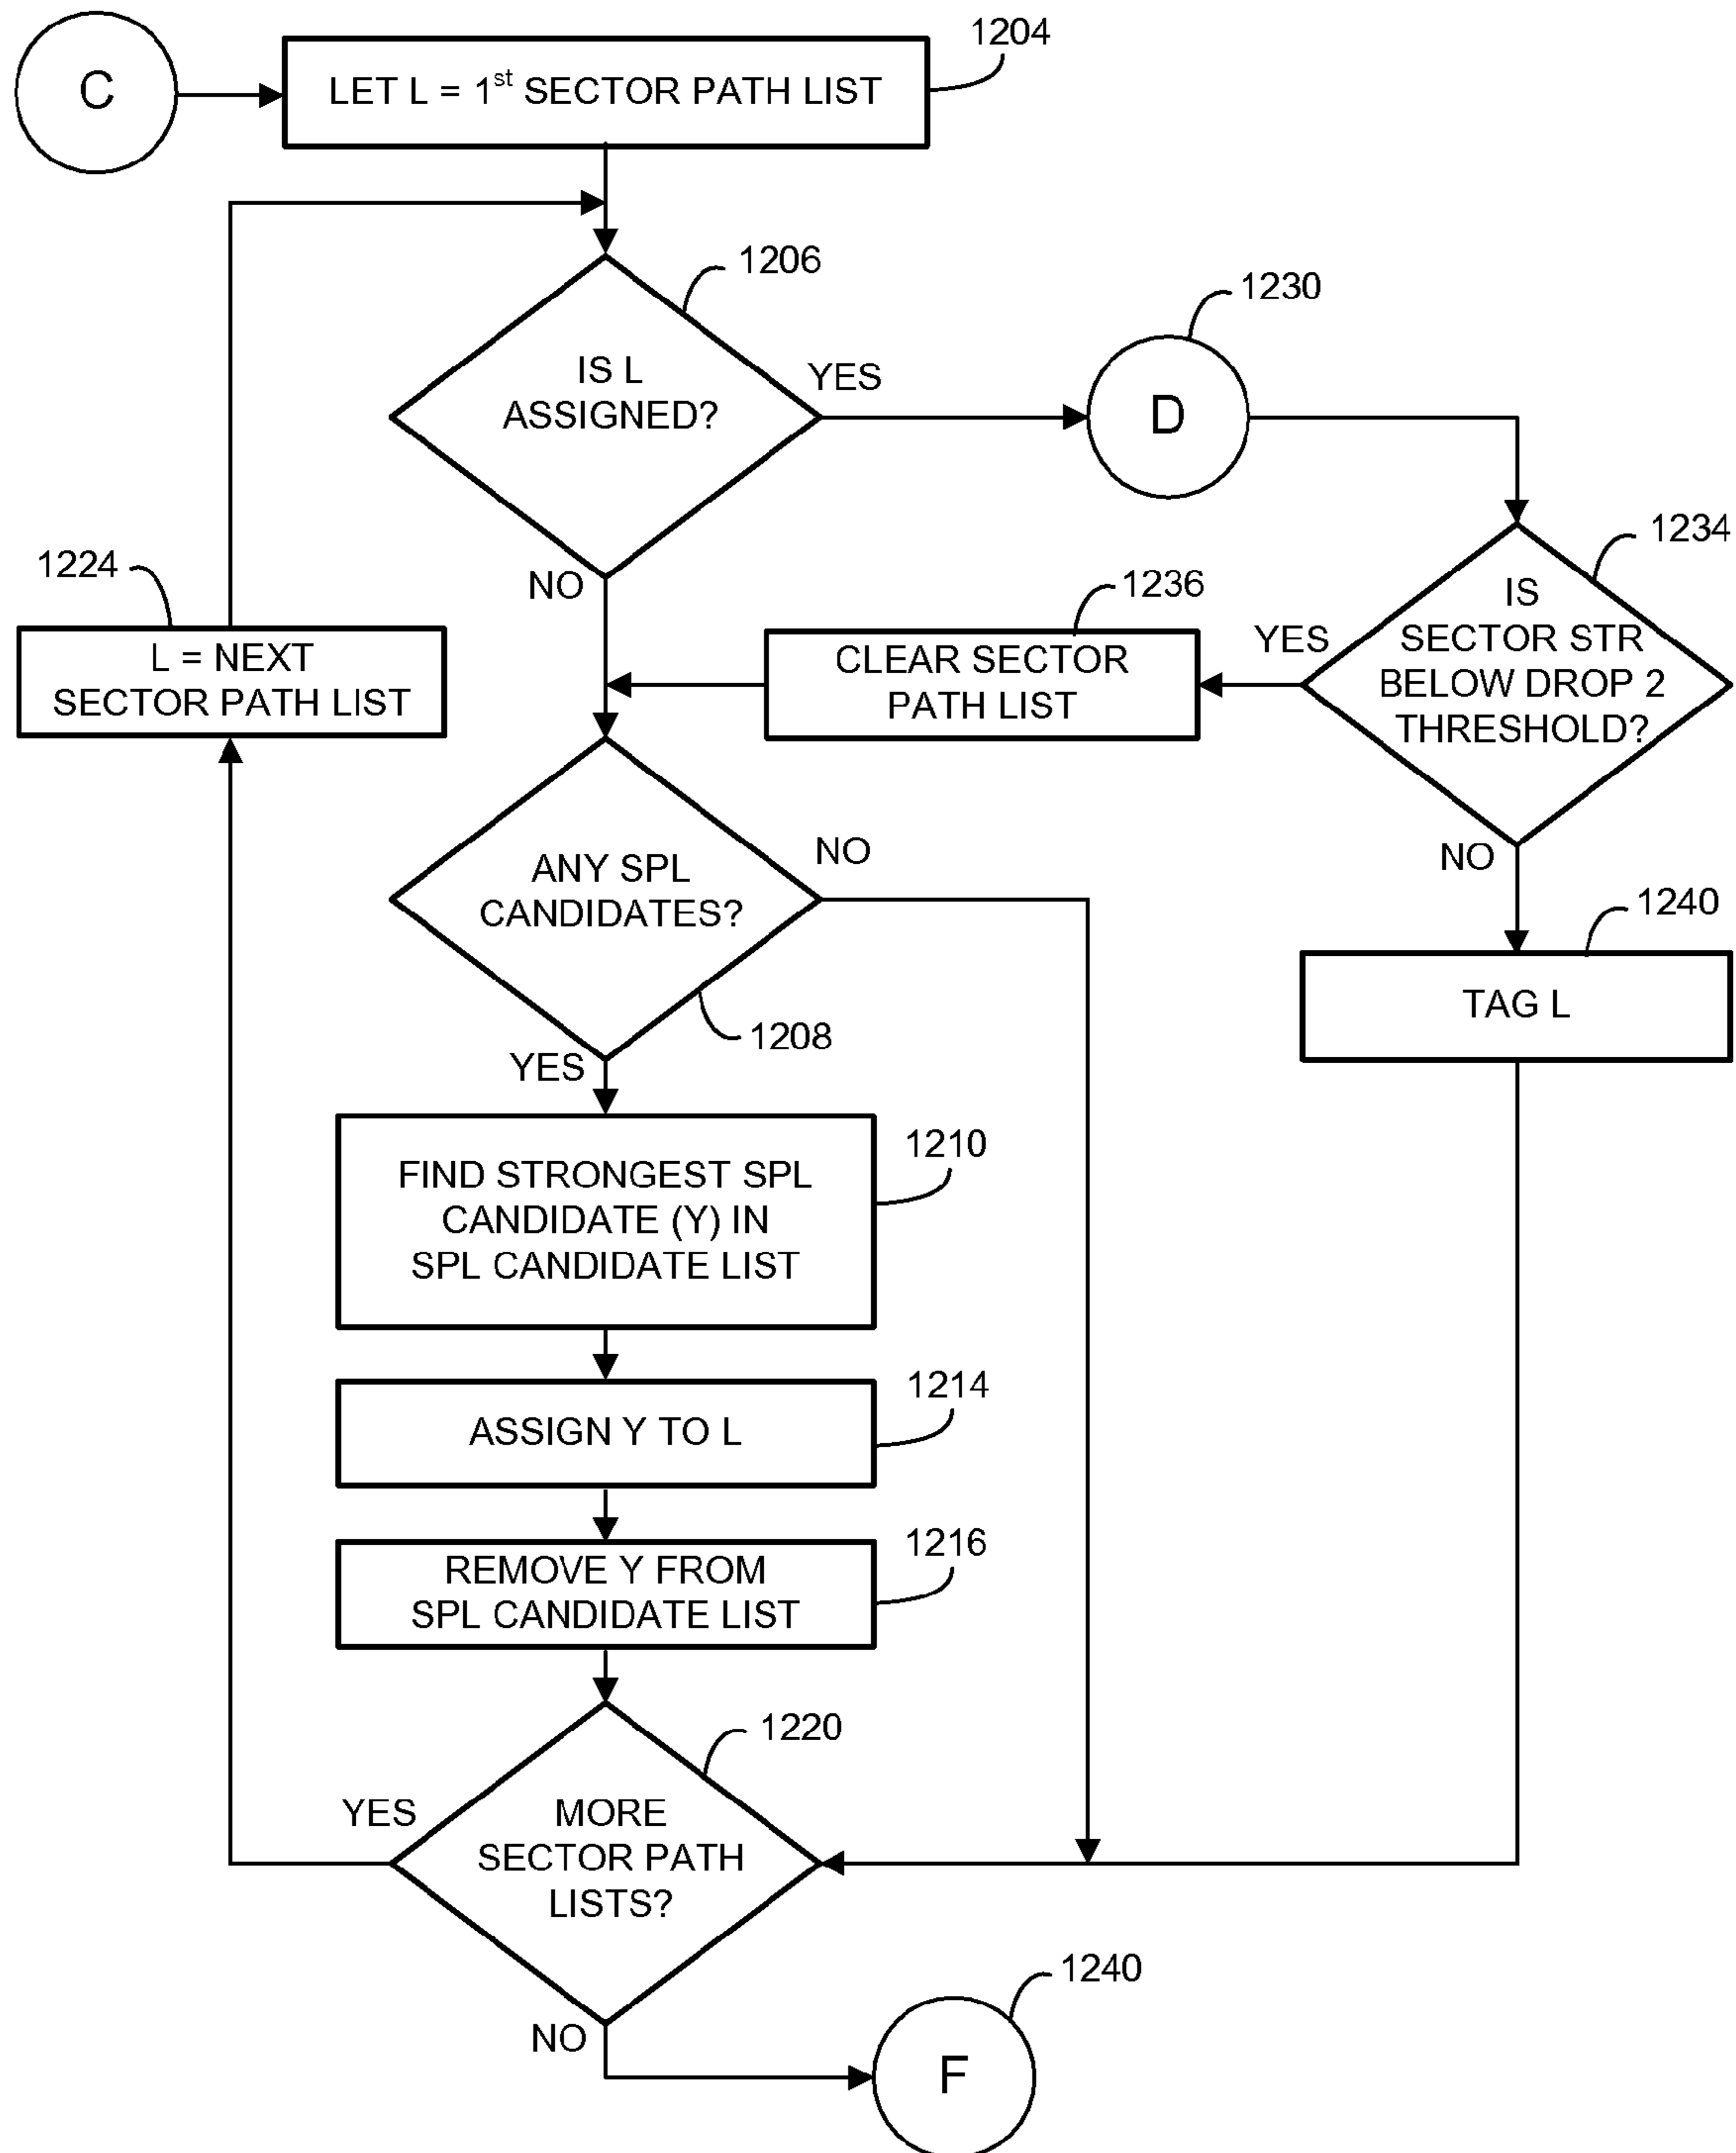 C
LET L = 1st SECTOR PATH LIST
1204
1206
IS L
ASSIGNED?
YES
NO
1230
D
1234
IS
SECTOR STR
BELOW DROP 2
THRESHOLD?
YES
NO
1236
CLEAR SECTOR
PATH LIST
1224
L = NEXT
SECTOR PATH LIST
ANY SPL
CANDIDATES?
NO
1208
YES
1240
TAG L
1210
FIND STRONGEST SPL
CANDIDATE (Y) IN
SPL CANDIDATE LIST
1214
ASSIGN Y TO L
1216
REMOVE Y FROM
SPL CANDIDATE LIST
1220
YES
MORE
SECTOR PATH
LISTS?
NO
1240
F